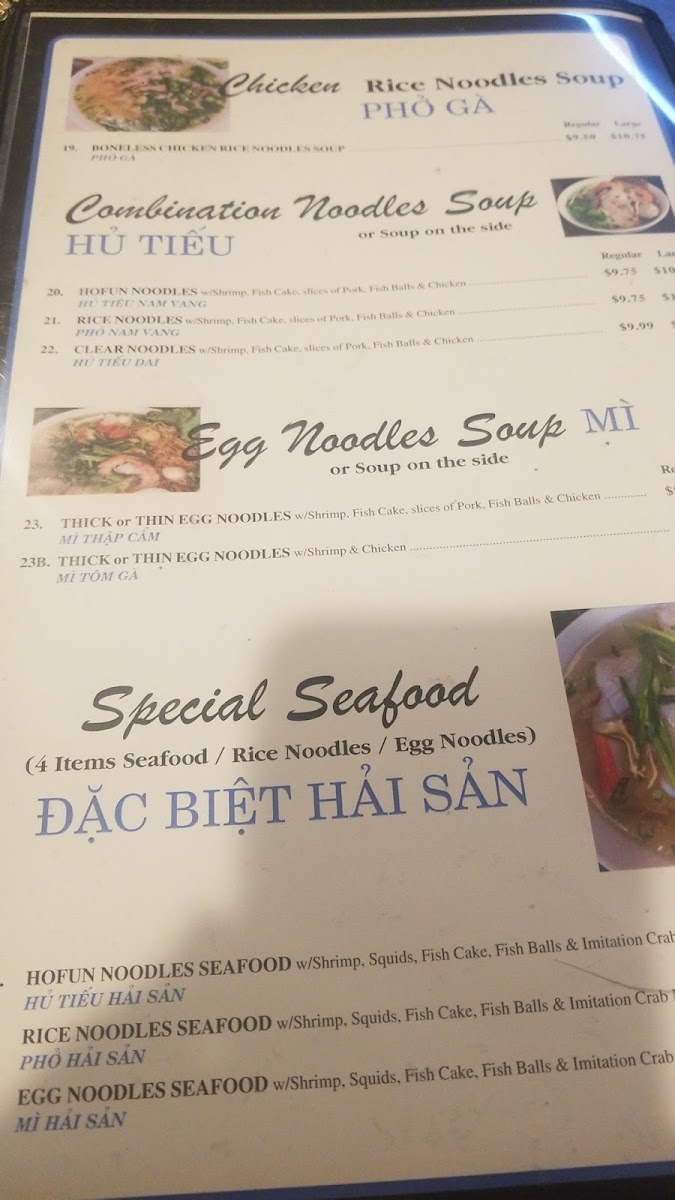 Chicken Rice Noodles Soup
PHỞ GÀ
Regular Large
19. BONELESS CHICKEN RICE NOODLES SOUP $9.50 $10.75
PHỞ GÀ
Combination Noodles Soup
HỦ TIẾU or Soup on the side
Regular
20. HOFUN NOODLES w/Shrimp, Fish Cake, slices of Pork, Fish Balls & Chicken $9.75 $10
HỦ TIẾU NAM VANG
21. RICE NOODLES w/Shrimp, Fish Cake, slices of Pork, Fish Balls & Chicken $9.75
PHỞ NAM VANG
22. CLEAR NOODLES w/Shrimp, Fish Cake, slices of Pork, Fish Balls & Chicken $9.99
HỦ TIẾU DAI
Egg Noodles Soup MÌ
or Soup on the side
23. THICK or THIN EGG NOODLES w/Shrimp, Fish Cake, slices of Pork, Fish Balls & Chicken
MÌ THẬP CẨM
23B. THICK or THIN EGG NOODLES w/Shrimp & Chicken
MÌ TÔM GÀ
Special Seafood
(4 Items Seafood / Rice Noodles / Egg Noodles)
ĐẶC BIỆT HẢI SẢN
HOFUN NOODLES SEAFOOD w/Shrimp, Squids, Fish Cake, Fish Balls & Imitation Crab
HỦ TIẾU HẢI SẢN
RICE NOODLES SEAFOOD w/Shrimp, Squids, Fish Cake, Fish Balls & Imitation Crab
PHỞ HẢI SẢN
EGG NOODLES SEAFOOD w/Shrimp, Squids, Fish Cake, Fish Balls & Imitation Crab
MÌ HẢI SẢN